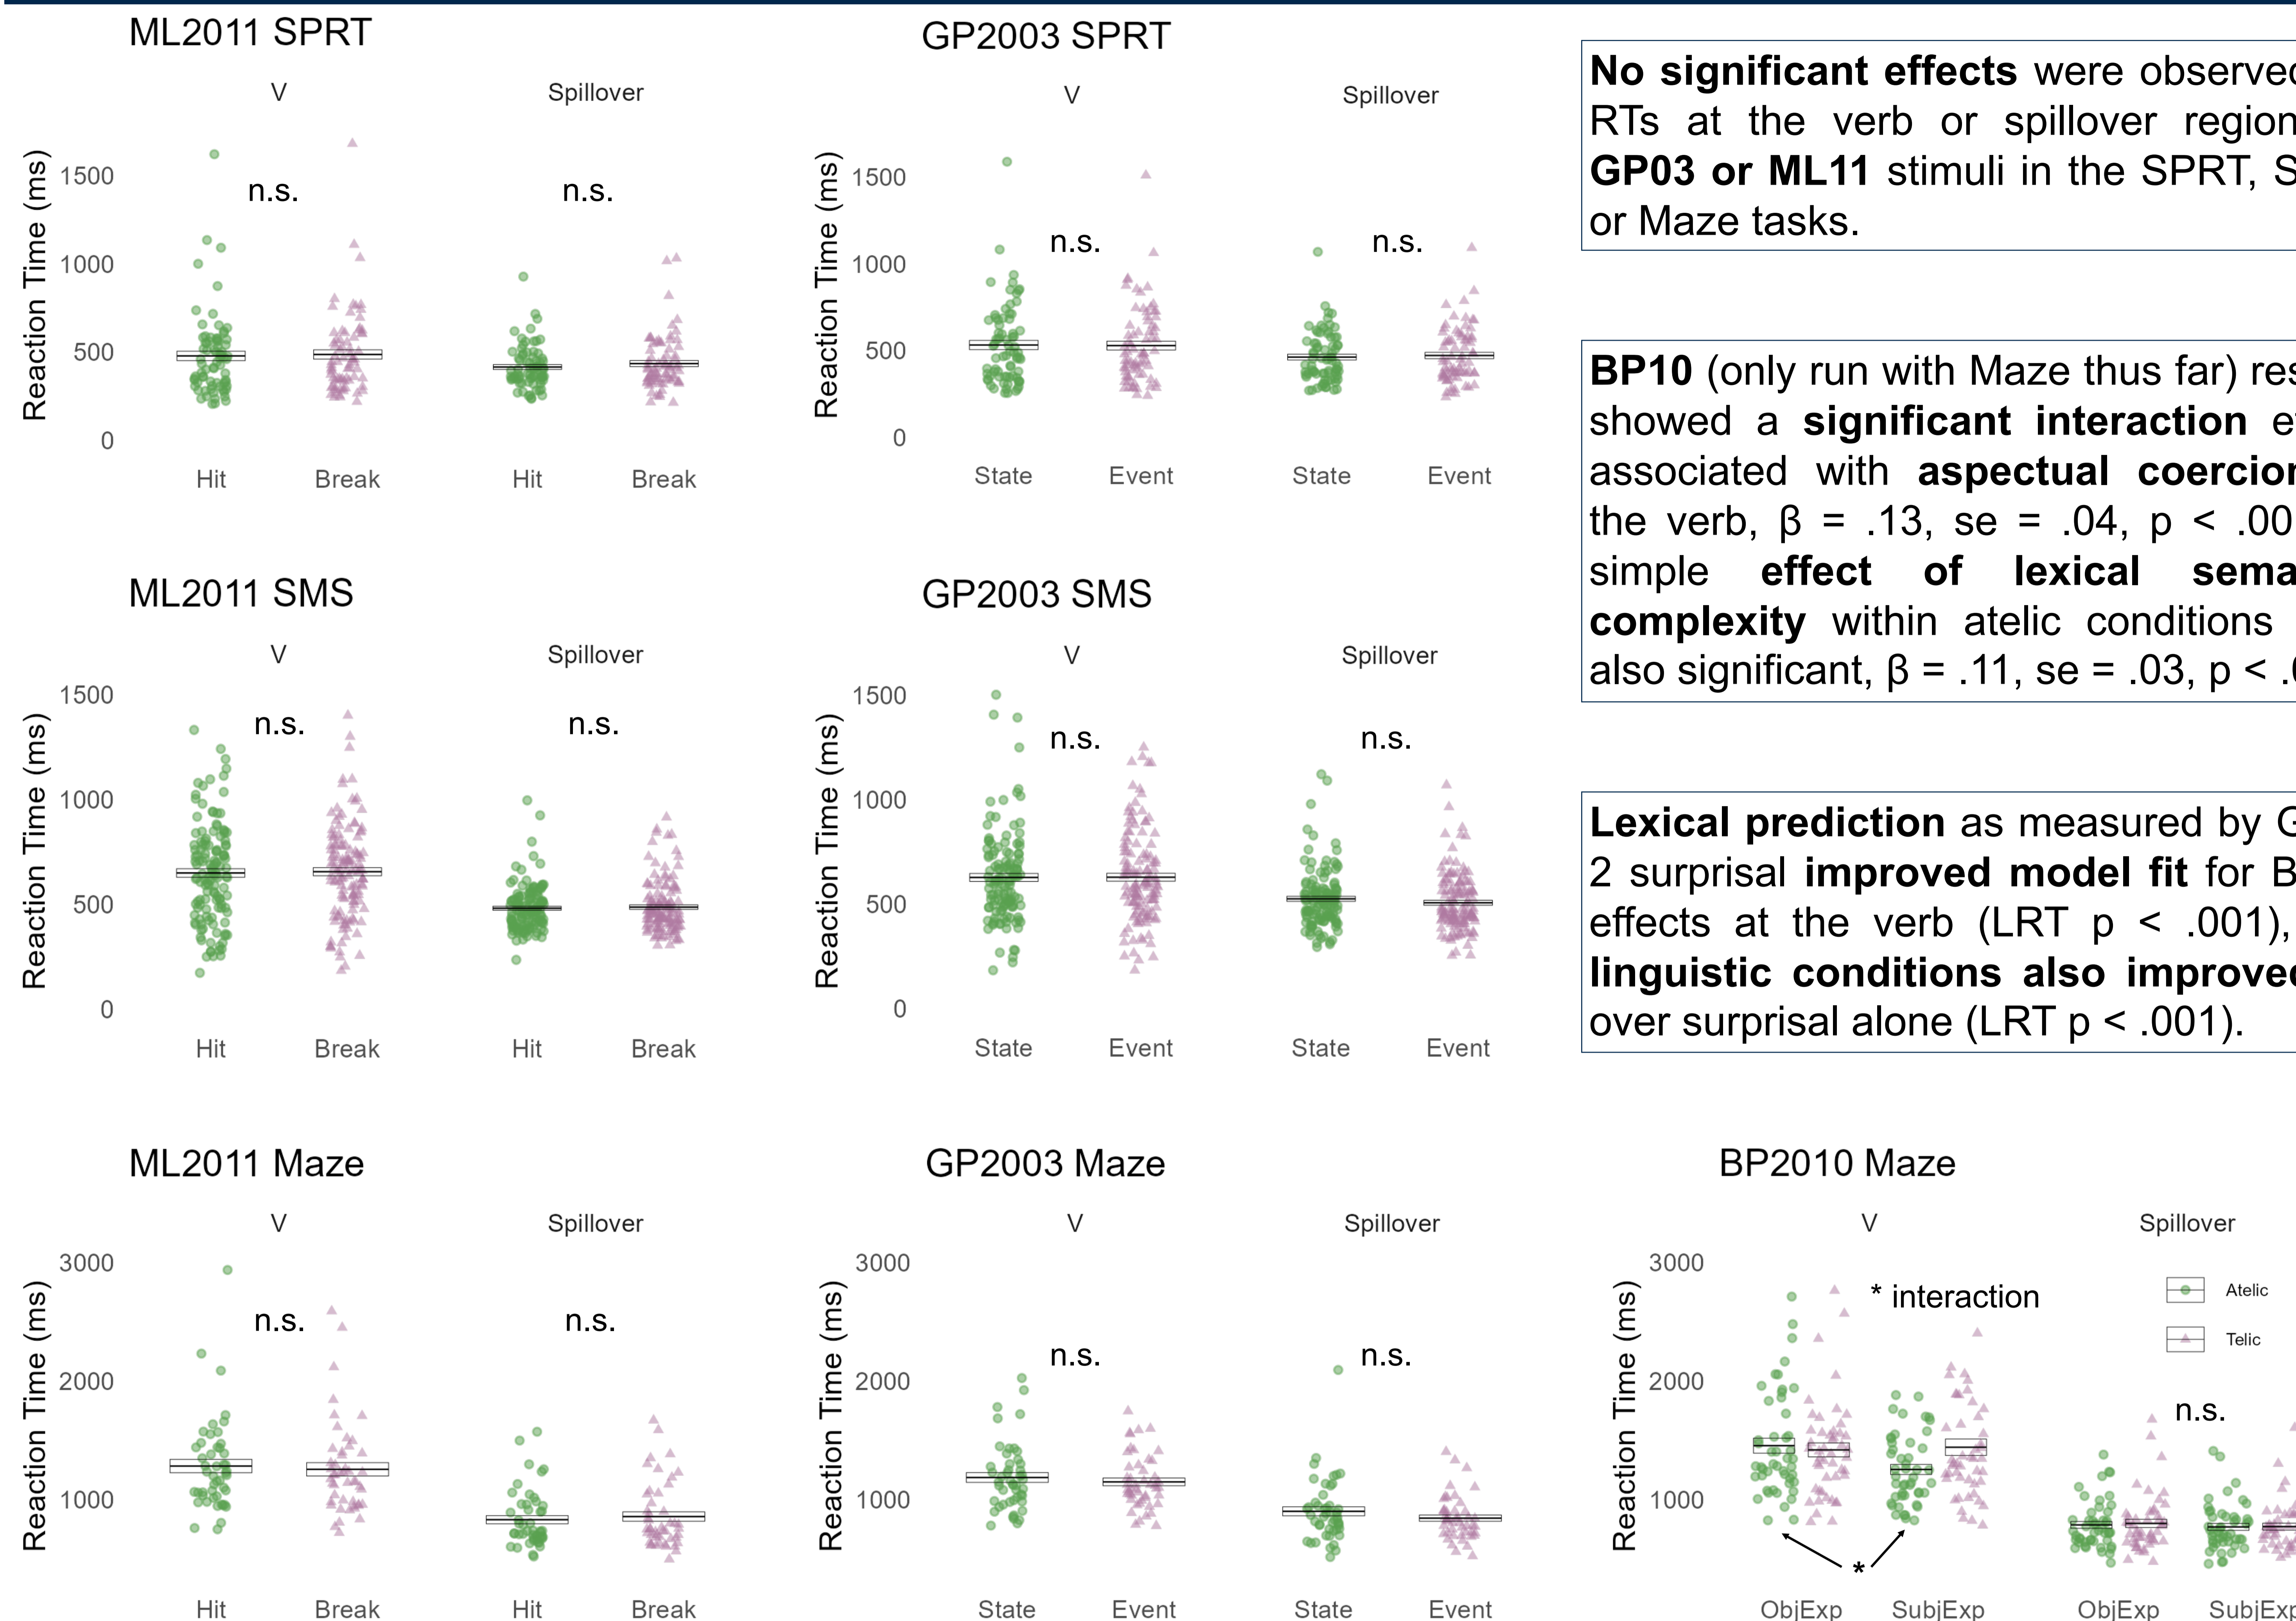 ML2011 SPRT
V
Spillover
Reaction Time (ms)
1500
1000
500
0
n.s.
n.s.
Hit
Break
Hit
Break
GP2003 SPRT
V
Spillover
Reaction Time (ms)
1500
1000
500
0
n.s.
n.s.
State
Event
State
Event
No significant effects were observed
RTs at the verb or spillover region
GP03 or ML11 stimuli in the SPRT, S
or Maze tasks.
ML2011 SMS
V
Spillover
Reaction Time (ms)
1500
1000
500
0
n.s.
n.s.
Hit
Break
Hit
Break
GP2003 SMS
V
Spillover
Reaction Time (ms)
1500
1000
500
0
n.s.
n.s.
State
Event
State
Event
BP10 (only run with Maze thus far) res
showed a significant interaction e
associated with aspectual coercion
the verb, β = .13, se = .04, p < .00
simple effect of lexical sema
complexity within atelic conditions
also significant, β = .11, se = .03, p < .0
Lexical prediction as measured by G
2 surprisal improved model fit for B
effects at the verb (LRT p < .001),
linguistic conditions also improved
over surprisal alone (LRT p < .001).
ML2011 Maze
V
Spillover
Reaction Time (ms)
3000
2000
1000
n.s.
n.s.
Hit
Break
Hit
Break
GP2003 Maze
V
Spillover
Reaction Time (ms)
3000
2000
1000
n.s.
n.s.
State
Event
State
Event
BP2010 Maze
V
Spillover
Reaction Time (ms)
3000
2000
1000
* interaction
Atelic
Telic
n.s.
*
ObjExp
SubjExp
ObjExp
SubjExp